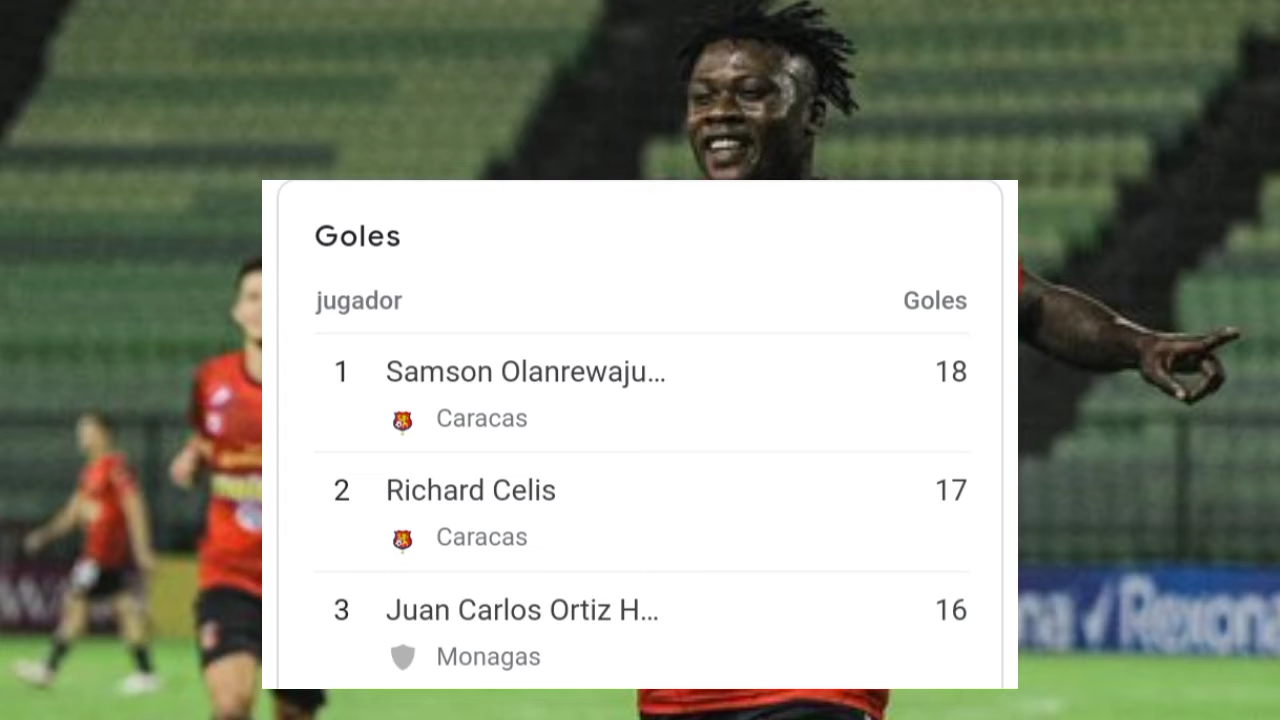 Goles
jugador Goles
1 Samson Olanrewaju... 18
Caracas
2 Richard Celis 17
Caracas
3 Juan Carlos Ortiz H... 16
Monagas
Rexona